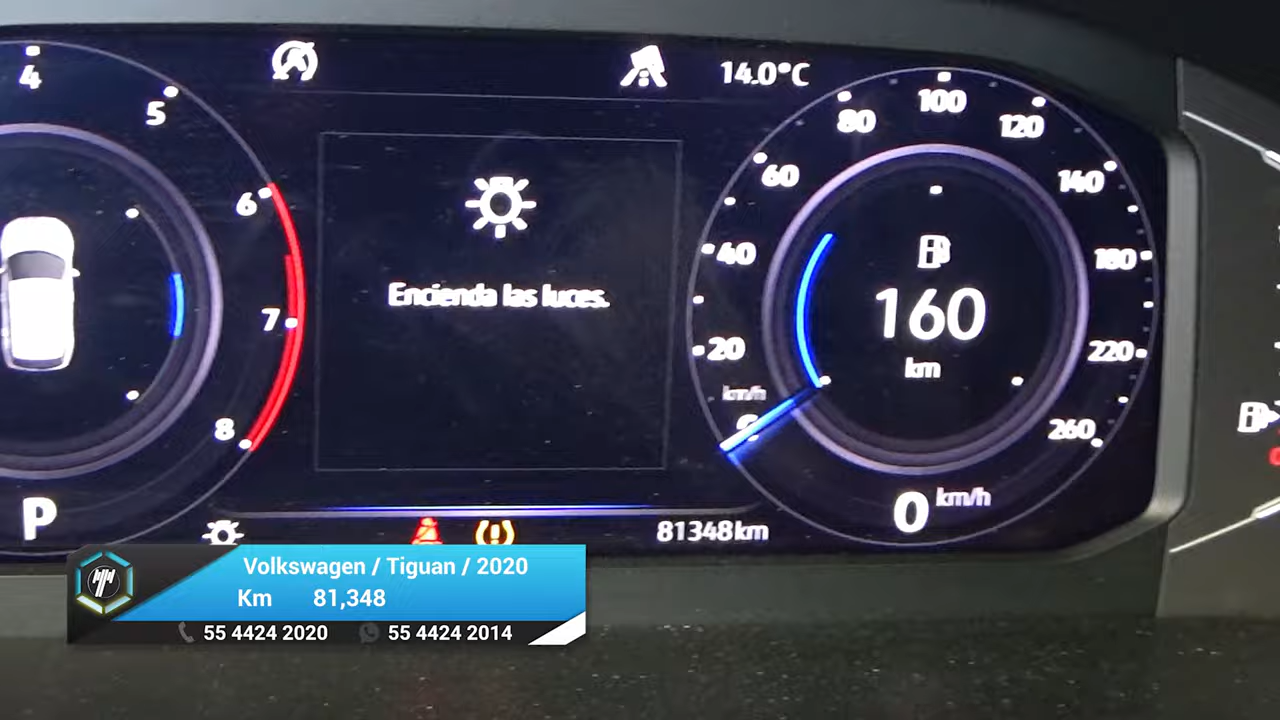 4
5
6
7
8
P
14.0°C
Encienda las luces.
81348km
20
40
60
80
100
120
140
180
220
260
km/h
160
km
0 km/h
Volkswagen / Tiguan / 2020
Km 81,348
55 4424 2020 55 4424 2014